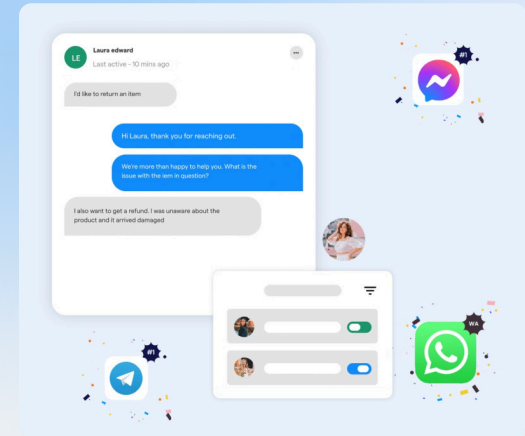 LE
Laura edward
Last active - 10 mins ago
I'd like to return an item
Hi Laura, thank you for reaching out.
We're more than happy to help you. What is the
issue with the iem in question?
I also want to get a refund. I was unaware about the
product and it arrived damaged
#1
WA
#1